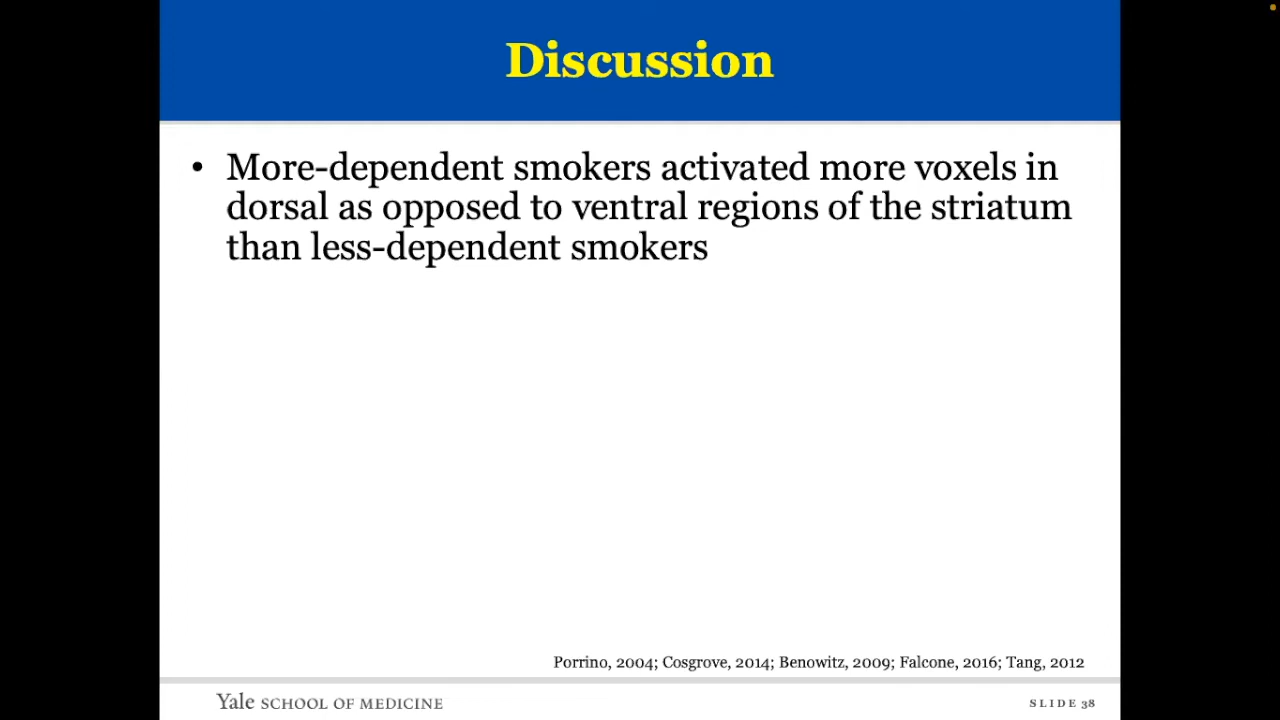 Discussion
• More-dependent smokers activated more voxels in
dorsal as opposed to ventral regions of the striatum
than less-dependent smokers
Porrino, 2004; Cosgrove, 2014; Benowitz, 2009; Falcone, 2016; Tang, 2012
Yale SCHOOL OF MEDICINE
SLIDE 38